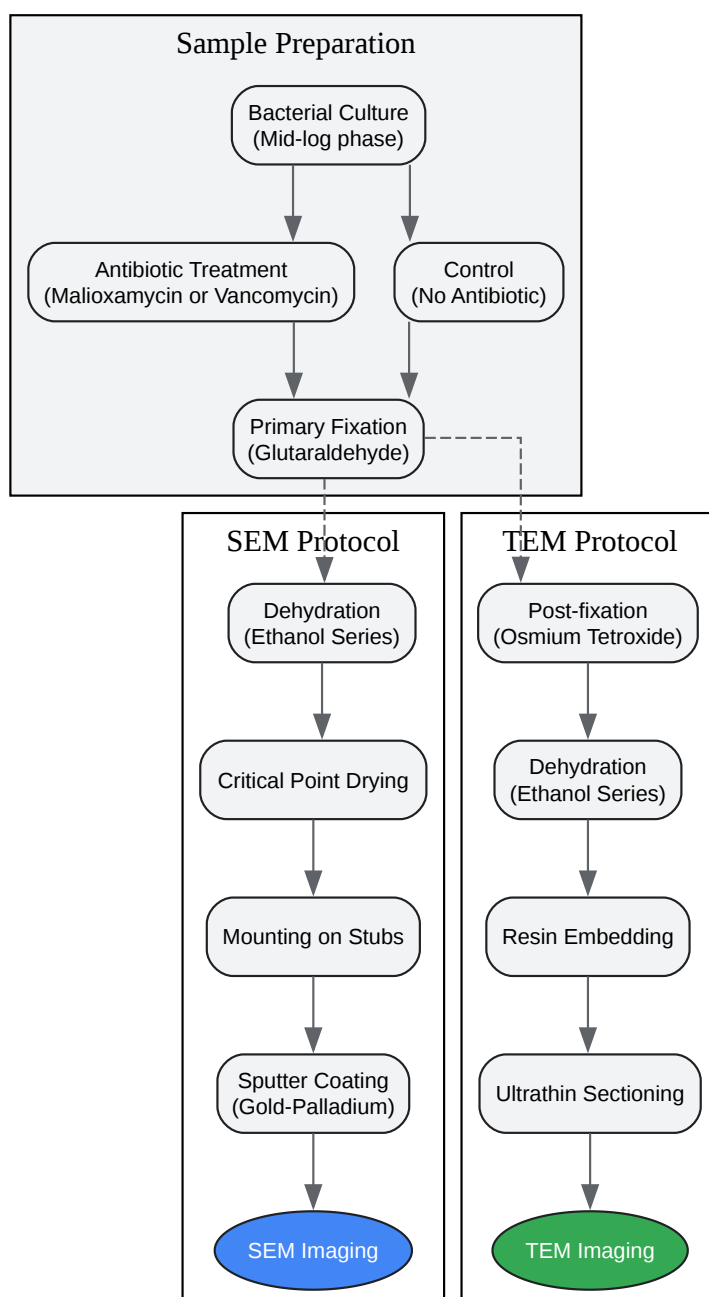 Sample Preparation
Bacterial Culture
(Mid-log phase)
Antibiotic Treatment
(Malioxamycin or Vancomycin)
Control
(No Antibiotic)
Primary Fixation
(Glutaraldehyde)
SEM Protocol
Dehydration
(Ethanol Series)
Critical Point Drying
Mounting on Stubs
Sputter Coating
(Gold-Palladium)
SEM Imaging
TEM Protocol
Post-fixation
(Osmium Tetroxide)
Dehydration
(Ethanol Series)
Resin Embedding
Ultrathin Sectioning
TEM Imaging